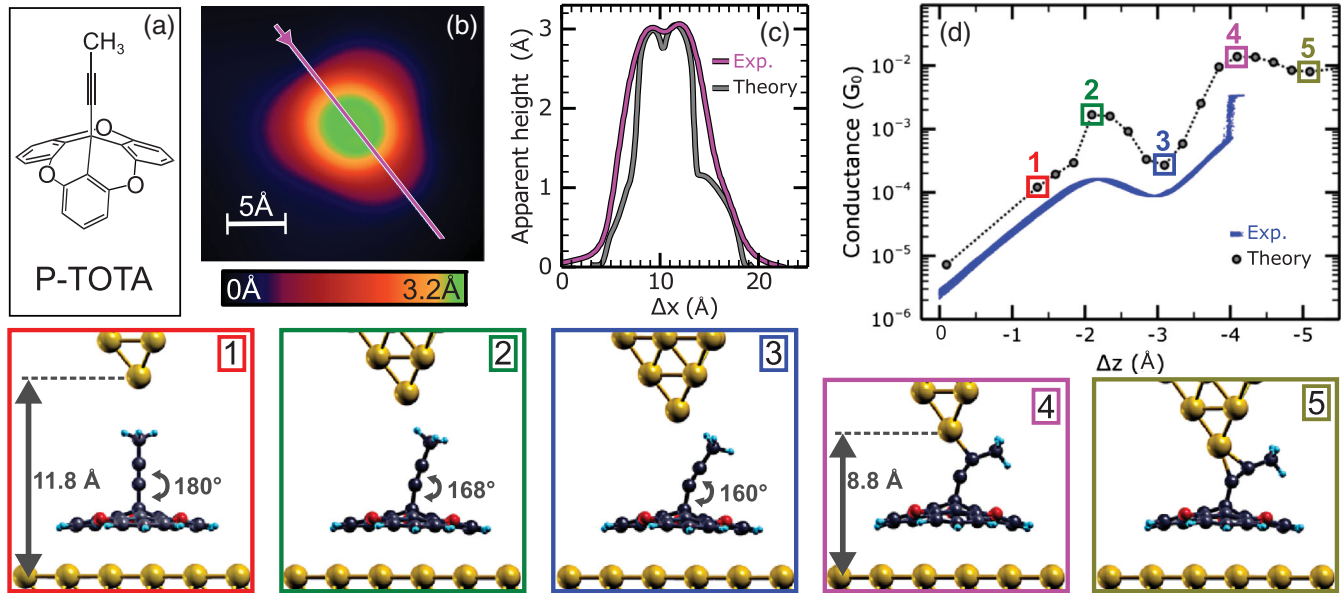 (a)
CH₃
O
O
O
P-TOTA
(b)
5Å
0Å 3.2Å
(c)
Apparent height (Å)
3
2
1
0
Exp.
Theory
0 10 20
Δx (Å)
(d)
Conductance (G₀)
10⁻²
10⁻³
10⁻⁴
10⁻⁵
10⁻⁶
1
2
3
4
5
Exp.
Theory
0 -1 -2 -3 -4 -5
Δz (Å)
1
11.8 Å
180°
2
168°
3
160°
4
8.8 Å
5